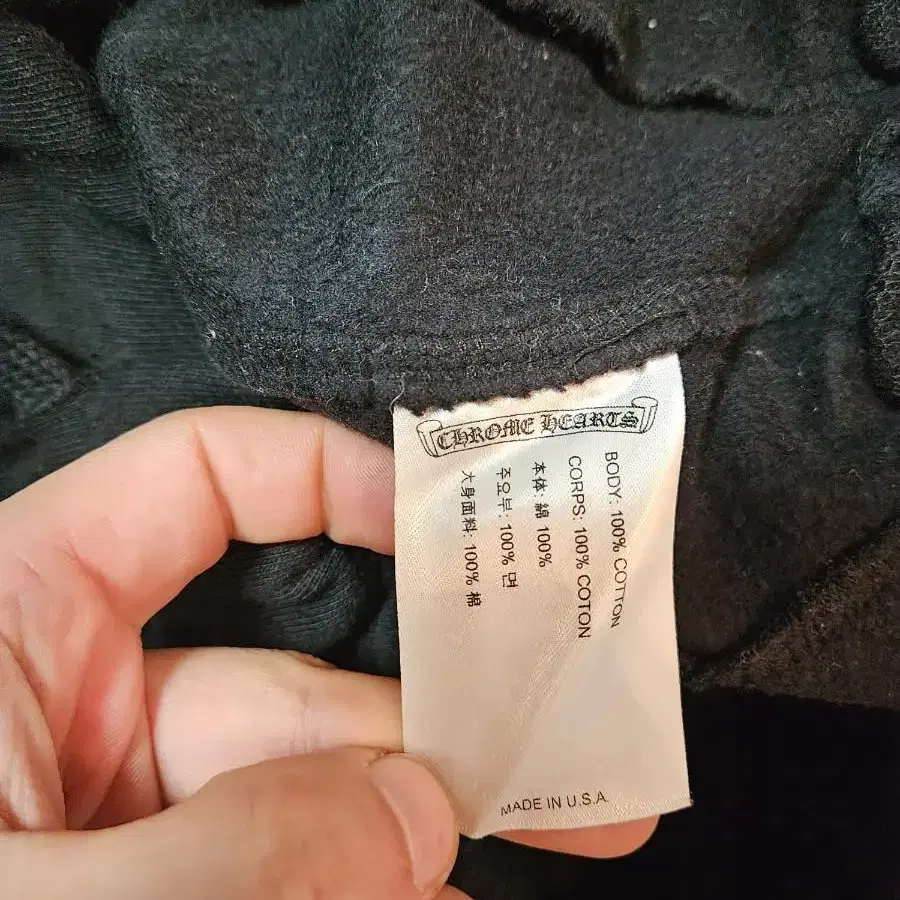 CHROME HEARTS
BODY: 100% COTTON
CORPS: 100% COTON
本体: 綿 100%
주요부: 100% 면
大身面料: 100% 棉
MADE IN U.S.A.